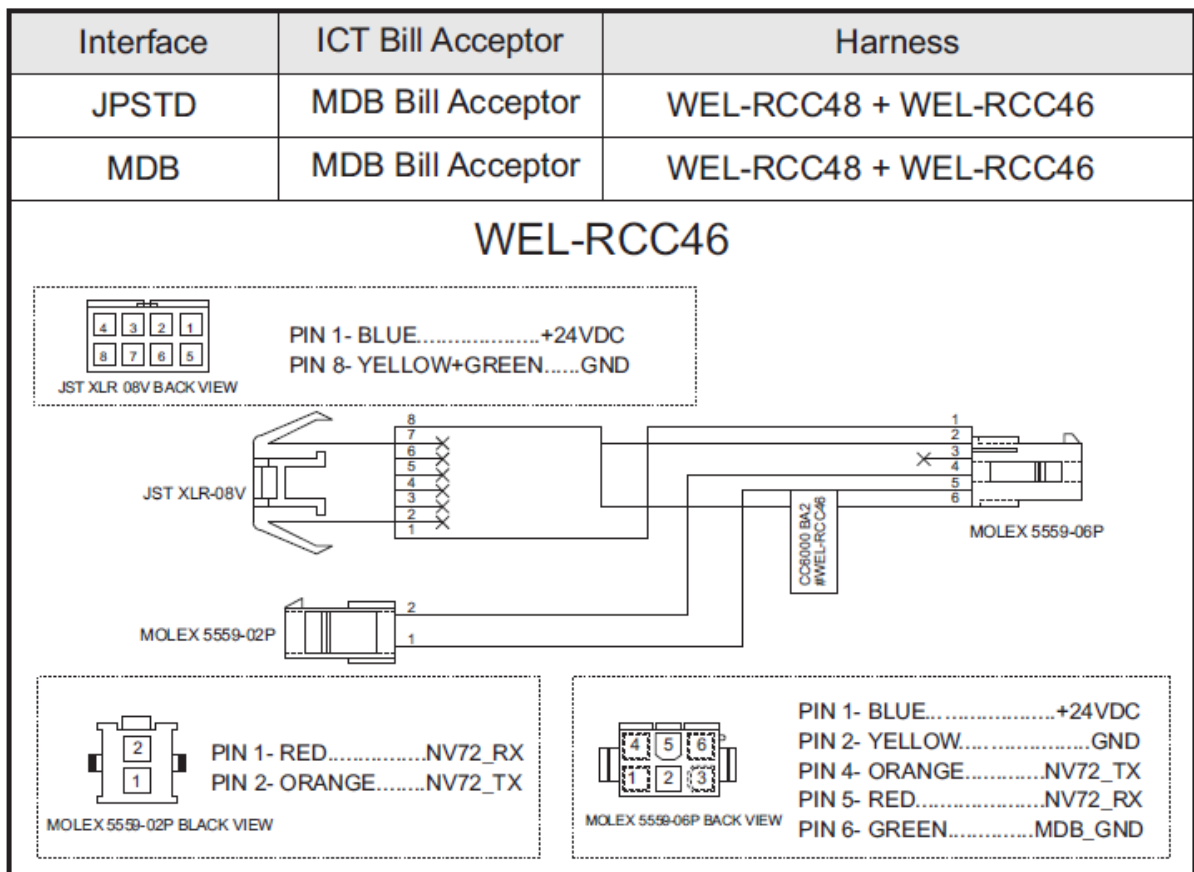 Interface ICT Bill Acceptor Harness
JPSTD MDB Bill Acceptor WEL-RCC48 + WEL-RCC46
MDB MDB Bill Acceptor WEL-RCC48 + WEL-RCC46
WEL-RCC46
4 3 2 1
8 7 6 5
JST XLR 08V BACK VIEW
PIN 1- BLUE....................+24VDC
PIN 8- YELLOW+GREEN......GND
JST XLR-08V
8
7
6
5
4
3
2
1
1
2
3
4
5
6
MOLEX 5559-06P
CC6000 BA2
#WEL-RCC46
MOLEX 5559-02P
2
1
2
1
MOLEX 5559-02P BLACK VIEW
PIN 1- RED................NV72_RX
PIN 2- ORANGE........NV72_TX
4 5 6
1 2 3
MOLEX 5559-06P BACK VIEW
PIN 1- BLUE.....................+24VDC
PIN 2- YELLOW......................GND
PIN 4- ORANGE.............NV72_TX
PIN 5- RED.....................NV72_RX
PIN 6- GREEN..............MDB_GND